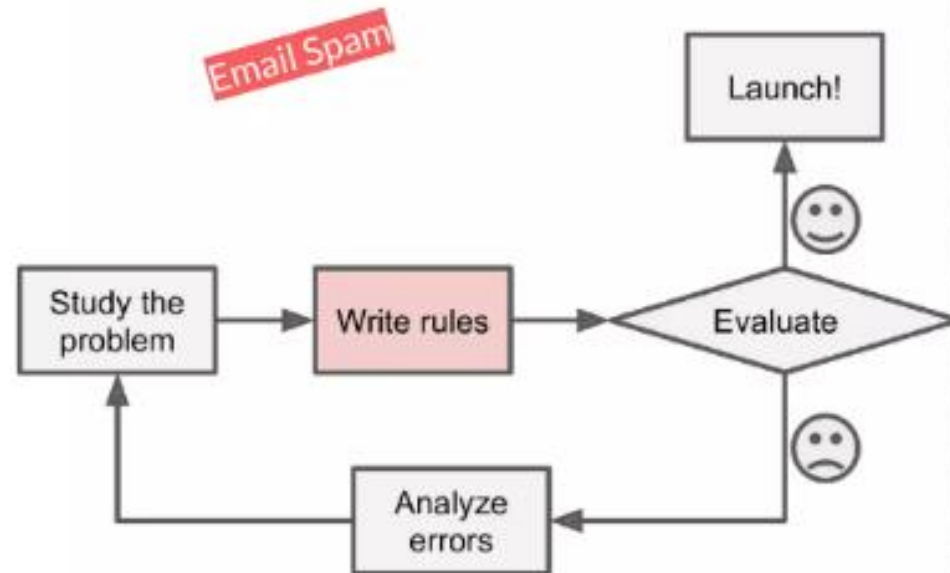 Email Spam
Launch!
Study the
problem
Write rules
Evaluate
Analyze
errors